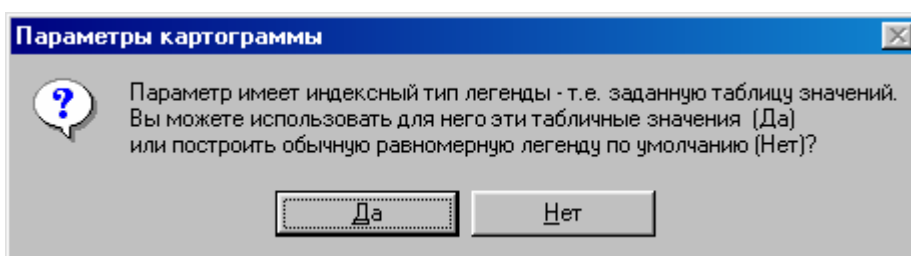 Параметры картограммы
?
Параметр имеет индексный тип легенды - т.е. заданную таблицу значений.
Вы можете использовать для него эти табличные значения (Да)
или построить обычную равномерную легенду по умолчанию (Нет)?
Да Нет